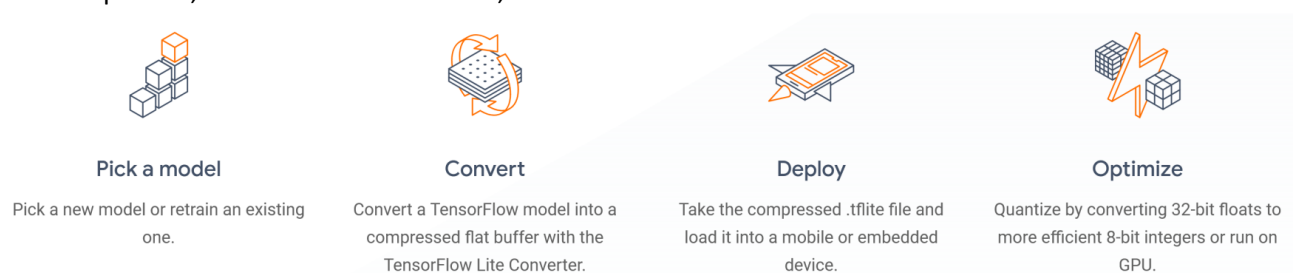 Pick a model
Pick a new model or retrain an existing
one.
Convert
Convert a TensorFlow model into a
compressed flat buffer with the
TensorFlow Lite Converter.
Deploy
Take the compressed .tflite file and
load it into a mobile or embedded
device.
Optimize
Quantize by converting 32-bit floats to
more efficient 8-bit integers or run on
GPU.